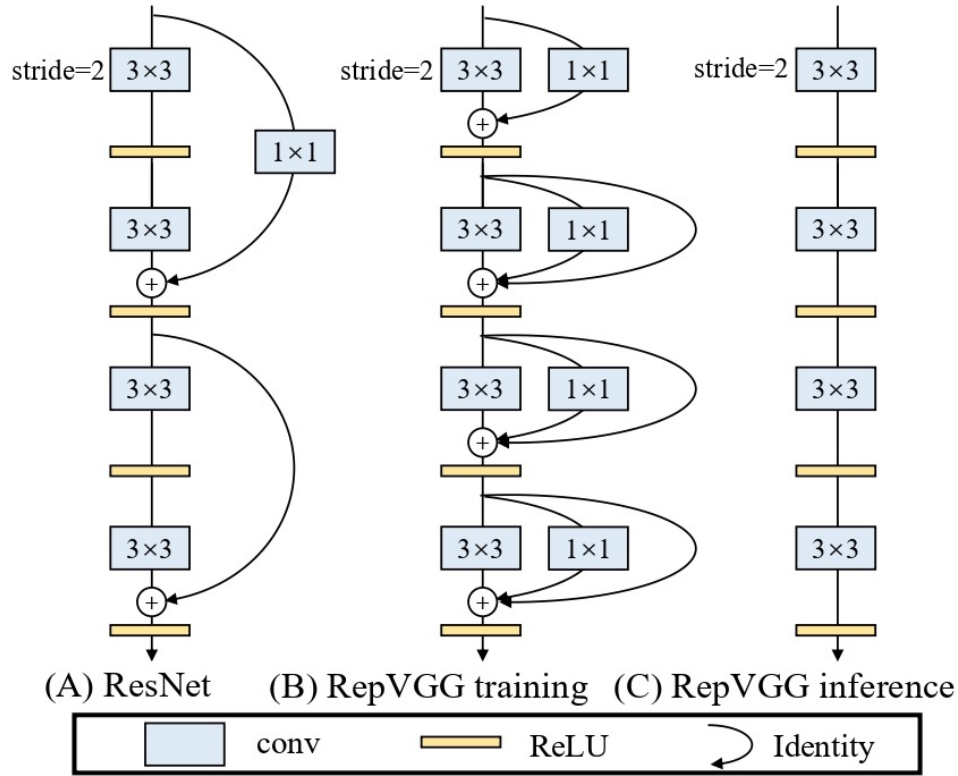 stride=2 3×3 stride=2 3×3 1×1 stride=2 3×3
+
1×1
3×3 3×3 1×1 3×3
+ +
3×3 3×3 1×1 3×3
+
3×3 3×3 1×1 3×3
+ +
(A) ResNet (B) RepVGG training (C) RepVGG inference
conv ReLU Identity